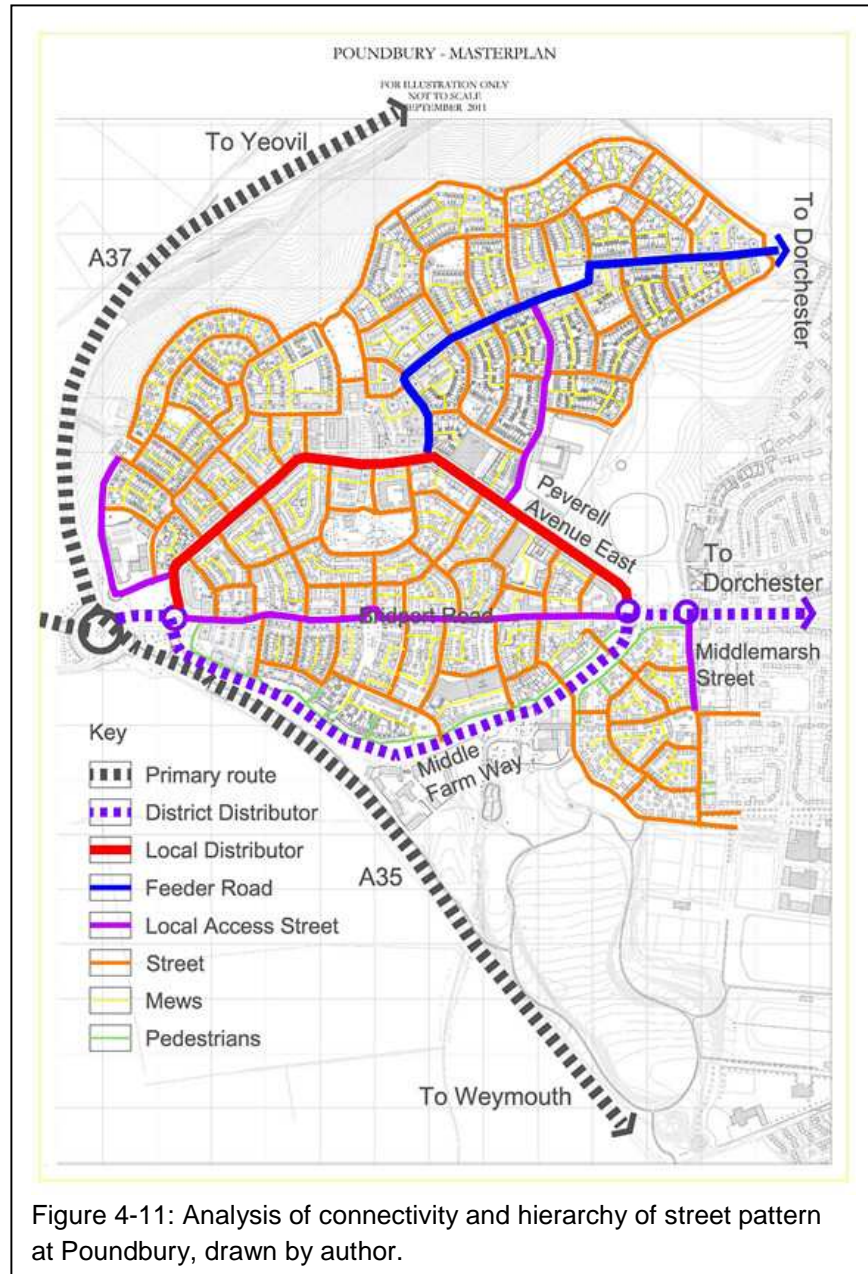 POUNDBURY - MASTERPLAN
FOR ILLUSTRATION ONLY
NOT TO SCALE
SEPTEMBER 2011
To Yeovil
A37
To Dorchester
Peverell
Avenue East
To
Dorchester
Bridport Road
Middlemarsh
Street
Middle
Farm Way
Key
Primary route
District Distributor
Local Distributor
Feeder Road
Local Access Street
Street
Mews
Pedestrians
A35
To Weymouth
Figure 4-11: Analysis of connectivity and hierarchy of street pattern
at Poundbury, drawn by author.